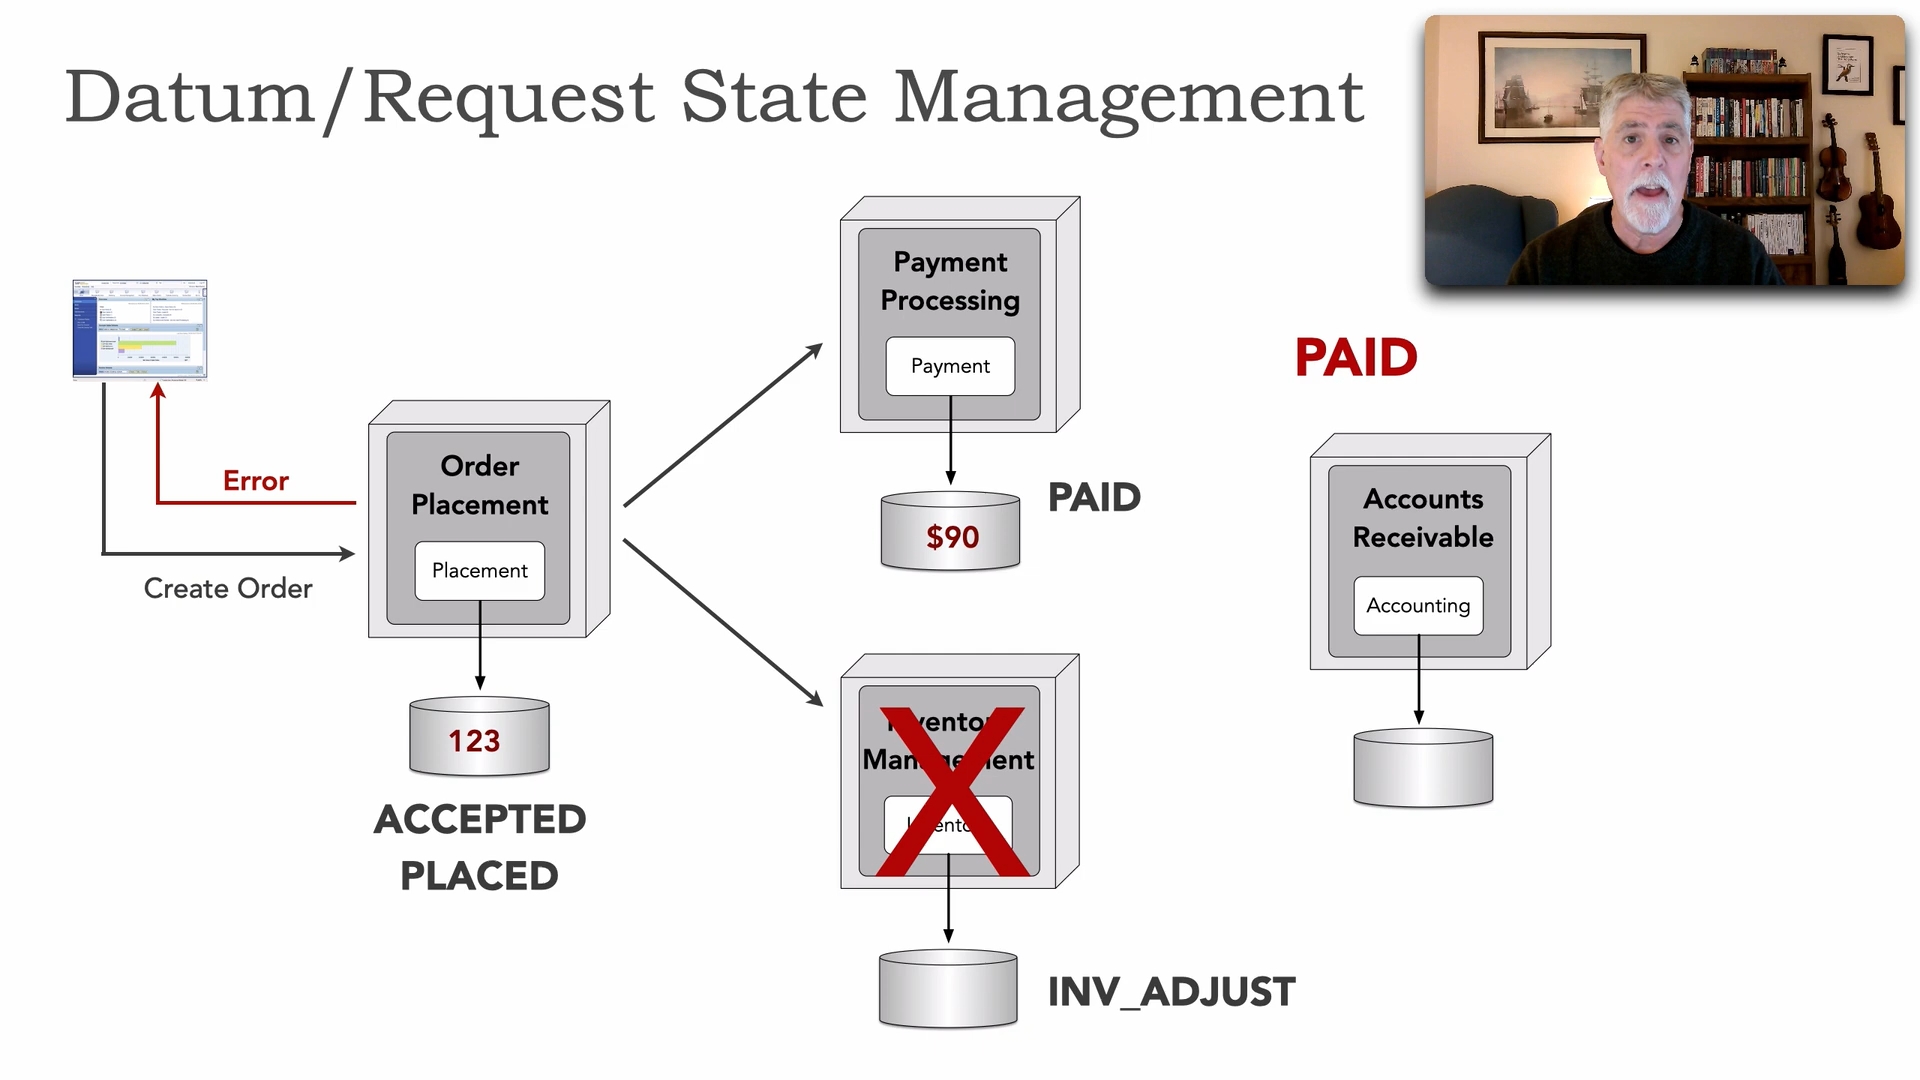 Datum/Request State Management
Payment
Processing
Payment
PAID
$90
PAID
Error
Create Order
Order
Placement
Placement
123
ACCEPTED
PLACED
Accounts
Receivable
Accounting
Management
INV_ADJUST